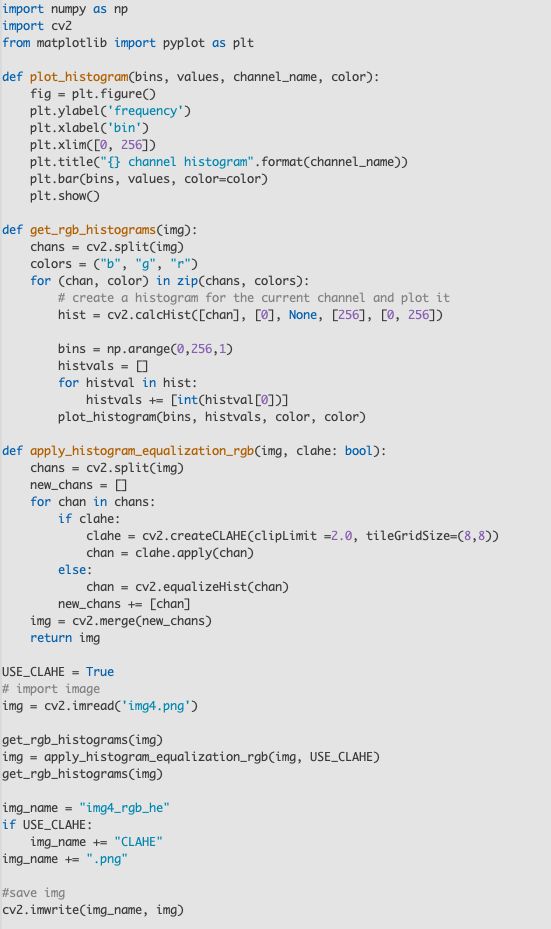 import numpy as np
import cv2
from matplotlib import pyplot as plt

def plot_histogram(bins, values, channel_name, color):
    fig = plt.figure()
    plt.ylabel('frequency')
    plt.xlabel('bin')
    plt.xlim([0, 256])
    plt.title("{} channel histogram".format(channel_name))
    plt.bar(bins, values, color=color)
    plt.show()

def get_rgb_histograms(img):
    chans = cv2.split(img)
    colors = ("b", "g", "r")
    for (chan, color) in zip(chans, colors):
        # create a histogram for the current channel and plot it
        hist = cv2.calcHist([chan], [0], None, [256], [0, 256])

        bins = np.arange(0,256,1)
        histvals = []
        for histval in hist:
            histvals += [int(histval[0])]
        plot_histogram(bins, histvals, color, color)

def apply_histogram_equalization_rgb(img, clahe: bool):
    chans = cv2.split(img)
    new_chans = []
    for chan in chans:
        if clahe:
            clahe = cv2.createCLAHE(clipLimit =2.0, tileGridSize=(8,8))
            chan = clahe.apply(chan)
        else:
            chan = cv2.equalizeHist(chan)
        new_chans += [chan]
    img = cv2.merge(new_chans)
    return img

USE_CLAHE = True
# import image
img = cv2.imread('img4.png')

get_rgb_histograms(img)
img = apply_histogram_equalization_rgb(img, USE_CLAHE)
get_rgb_histograms(img)

img_name = "img4_rgb_he"
if USE_CLAHE:
    img_name += "CLAHE"
img_name += ".png"

#save img
cv2.imwrite(img_name, img)